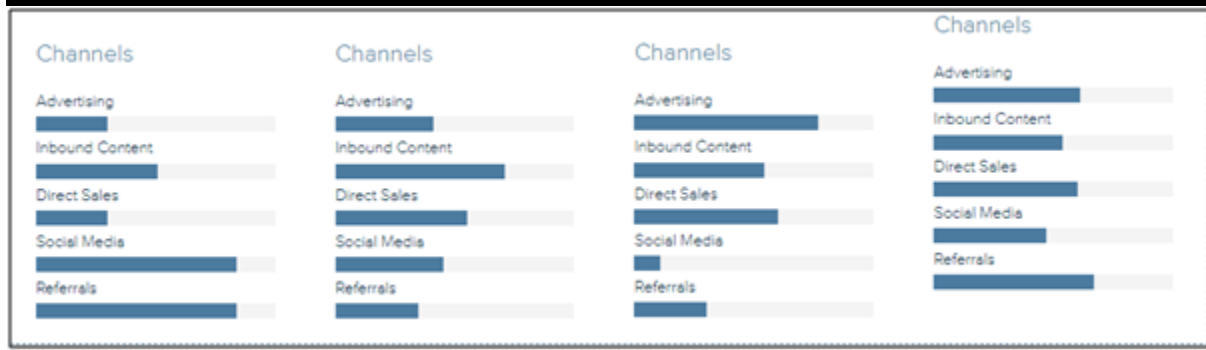 Channels
Advertising
Inbound Content
Direct Sales
Social Media
Referrals
Channels
Advertising
Inbound Content
Direct Sales
Social Media
Referrals
Channels
Advertising
Inbound Content
Direct Sales
Social Media
Referrals
Channels
Advertising
Inbound Content
Direct Sales
Social Media
Referrals